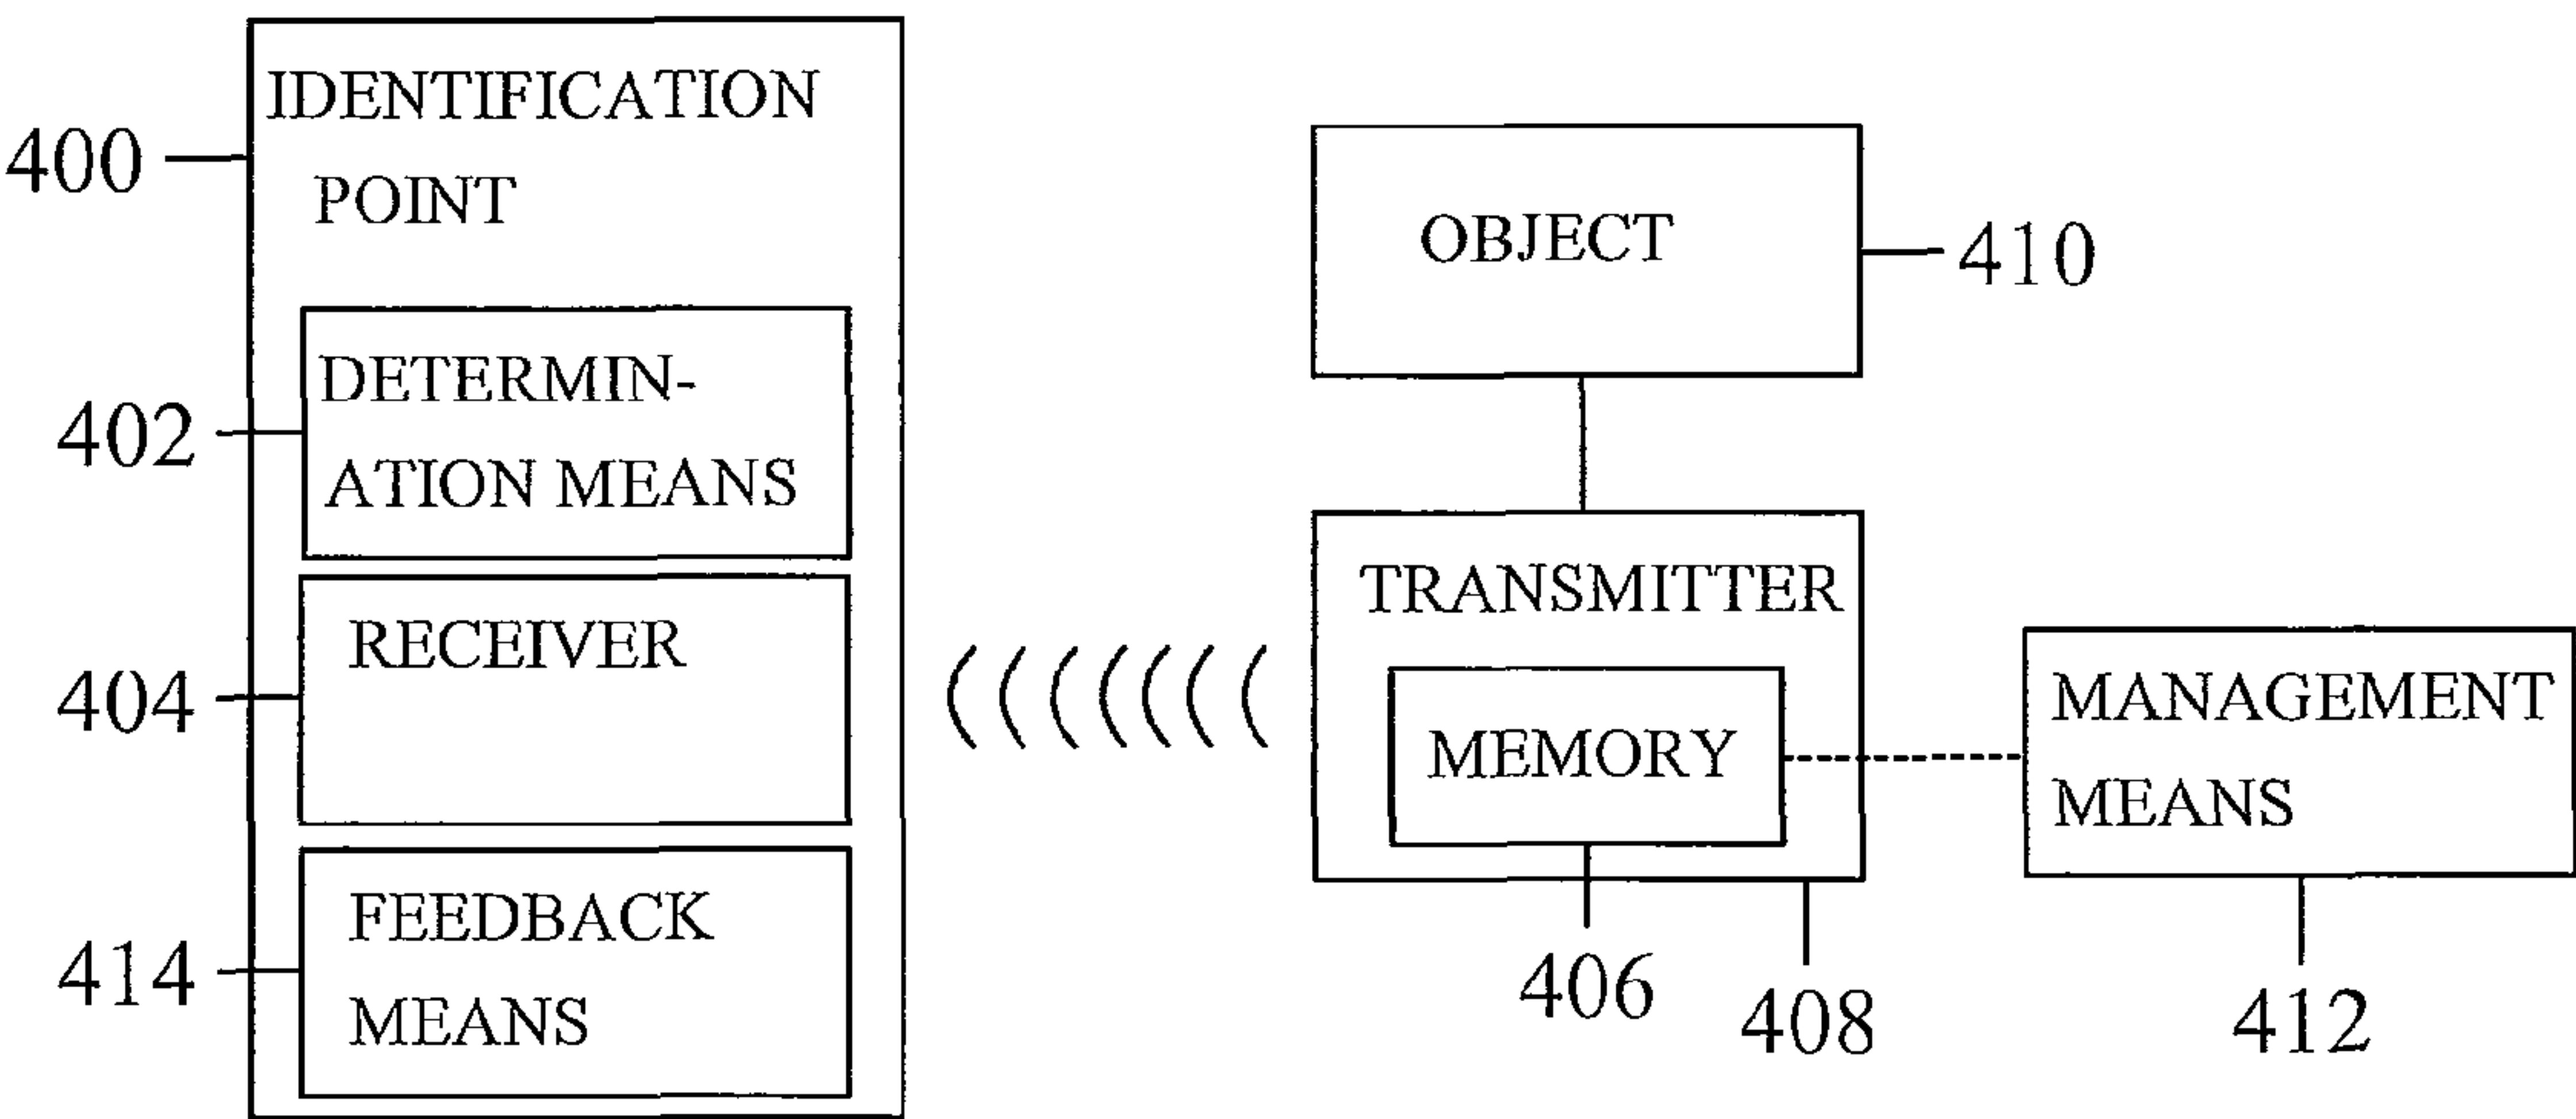 IDENTIFICATION
POINT
400
DETERMIN-
ATION MEANS
402
RECEIVER
404
FEEDBACK
MEANS
414
OBJECT
410
TRANSMITTER
MEMORY
406
408
MANAGEMENT
MEANS
412